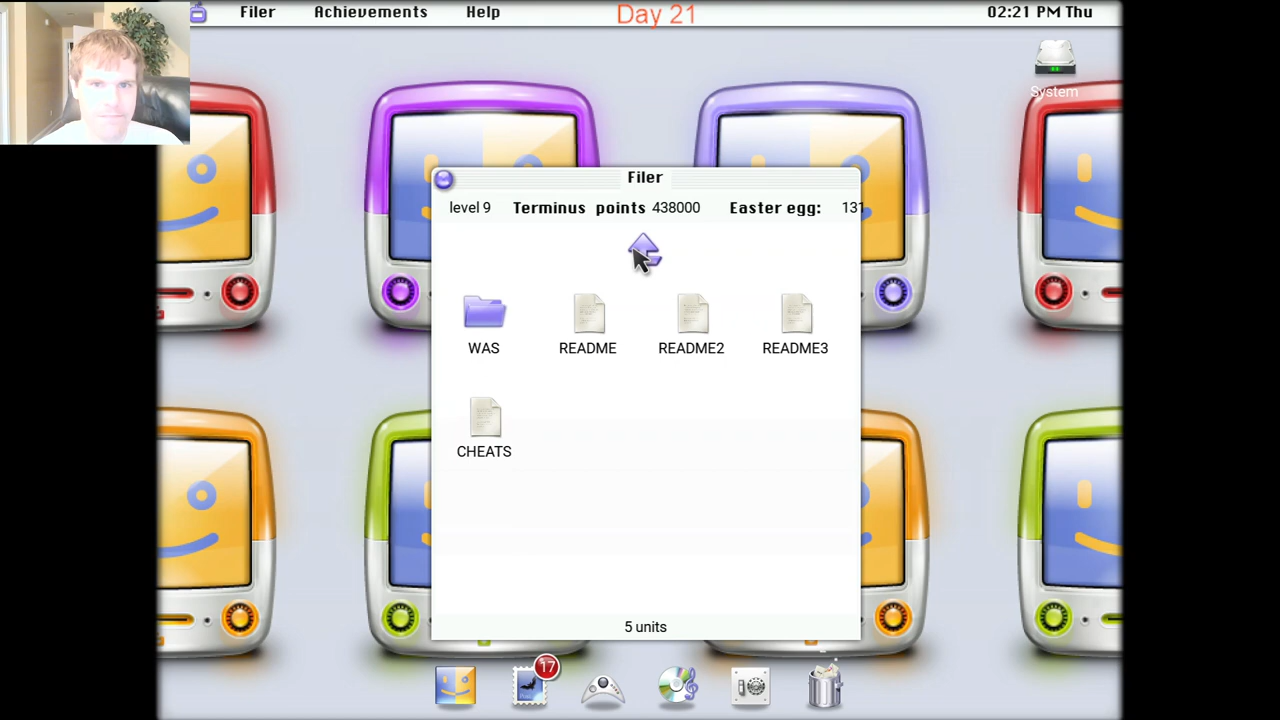 Filer Achievements Help Day 21 02:21 PM Thu
System
Filer
level 9 Terminus points 438000 Easter egg: 131
WAS README README2 README3
CHEATS
5 units
17